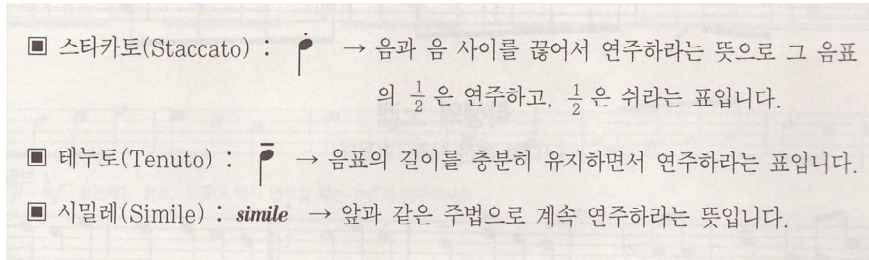 ▣ 스타카토(Staccato) : → 음과 음 사이를 끊어서 연주하라는 뜻으로 그 음표
의 1/2 은 연주하고, 1/2 은 쉬라는 표입니다.
▣ 테누토(Tenuto) : → 음표의 길이를 충분히 유지하면서 연주하라는 표입니다.
▣ 시밀레(Simile) : simile → 앞과 같은 주법으로 계속 연주하라는 뜻입니다.